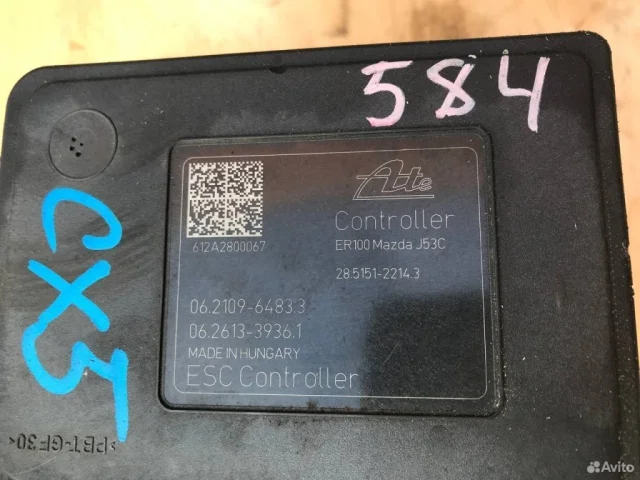 584
CX5
Ate
Controller
612A2800067
ER100 Mazda J53C
28.5151-2214.3
06.2109-6483.3
06.2613-3936.1
MADE IN HUNGARY
ESC Controller
>PBT-GF30<
Avito